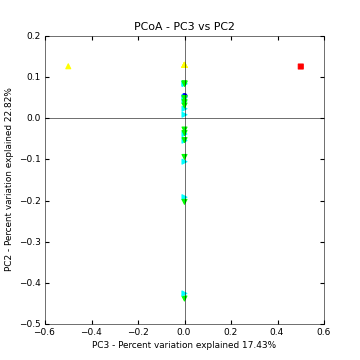 PCoA - PC3 vs PC2
0.2
0.1
0.0
−0.1
−0.2
−0.3
−0.4
−0.5
−0.6 −0.4 −0.2 0.0 0.2 0.4 0.6
PC2 - Percent variation explained 22.82%
PC3 - Percent variation explained 17.43%